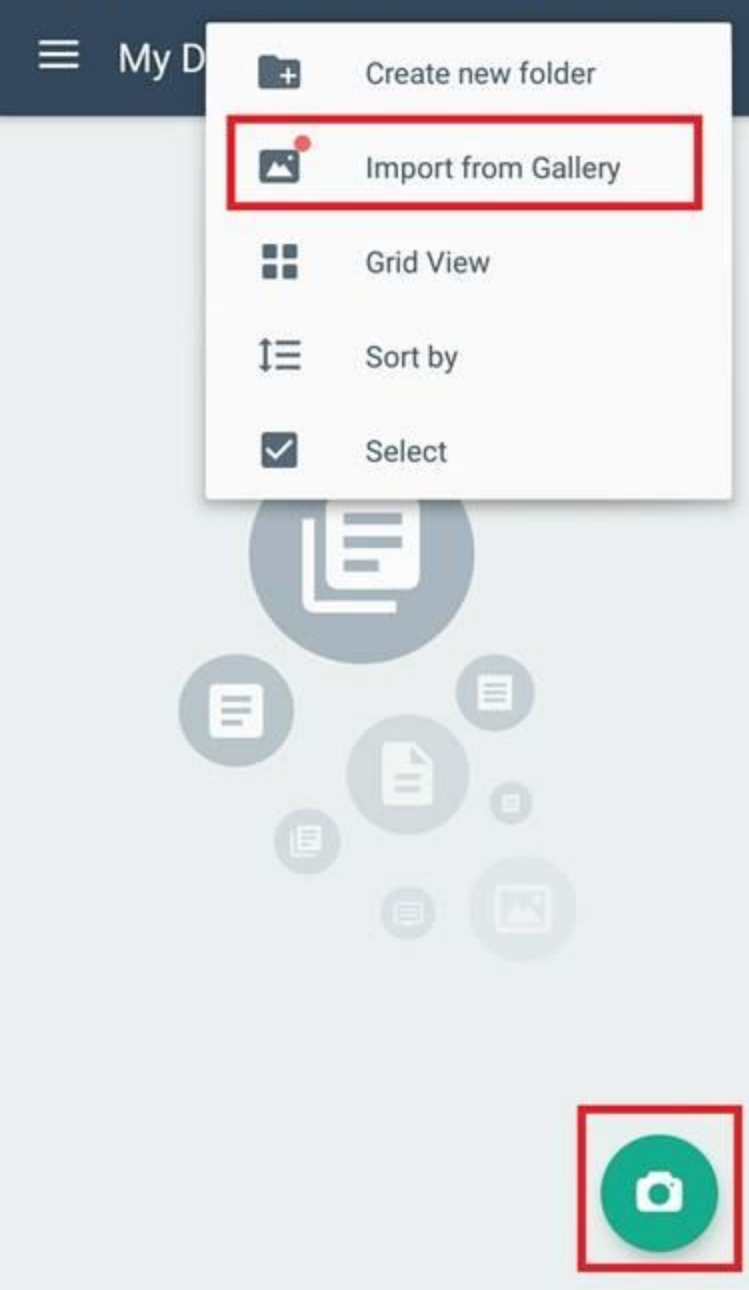 My D
Create new folder
Import from Gallery
Grid View
Sort by
Select